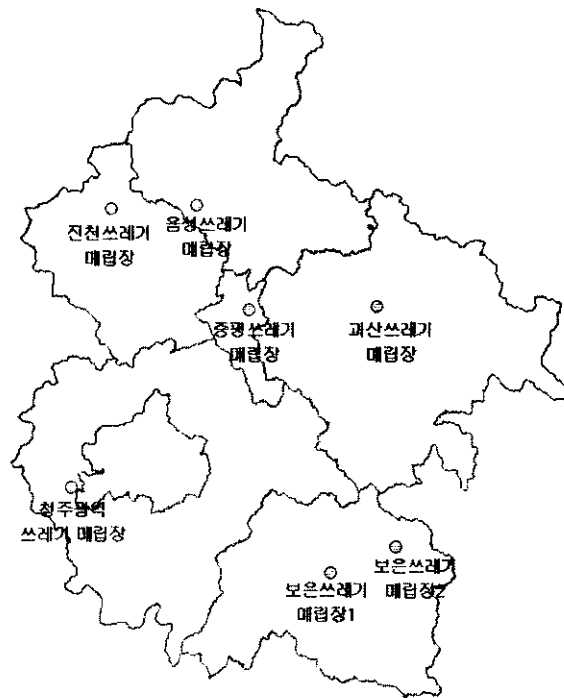 진천쓰레기
매립장
음성쓰레기
매립장
증평쓰레기
매립장
괴산쓰레기
매립장
청주광역
쓰레기 매립장
보은쓰레기
매립장1
보은쓰레기
매립장2